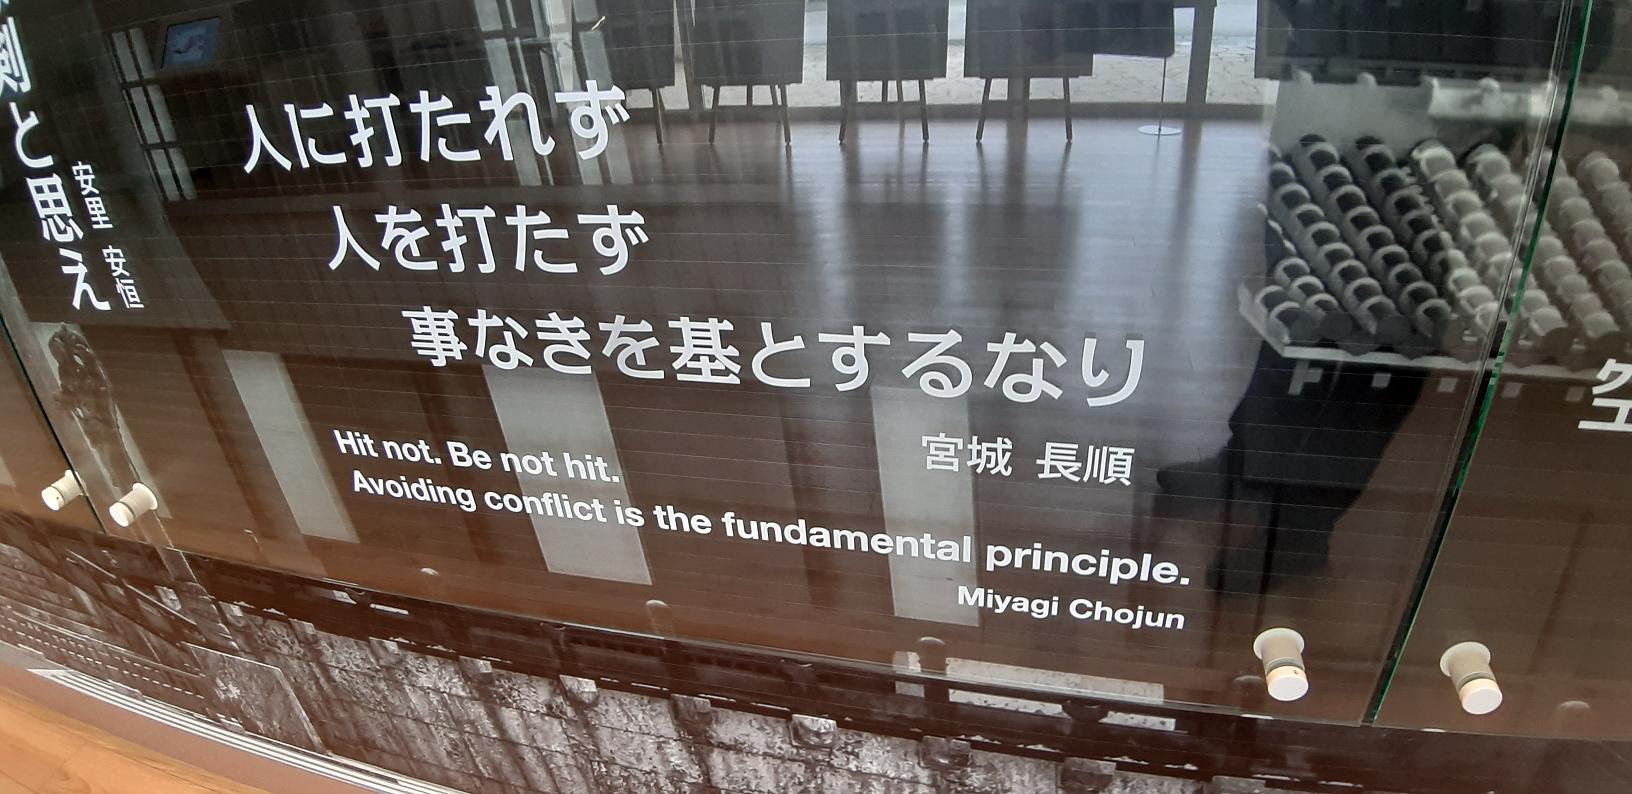 剣と思え
安里 安恒
人に打たれず
人を打たず
事なきを基とするなり
宮城 長順
Hit not. Be not hit.
Avoiding conflict is the fundamental principle.
Miyagi Chojun